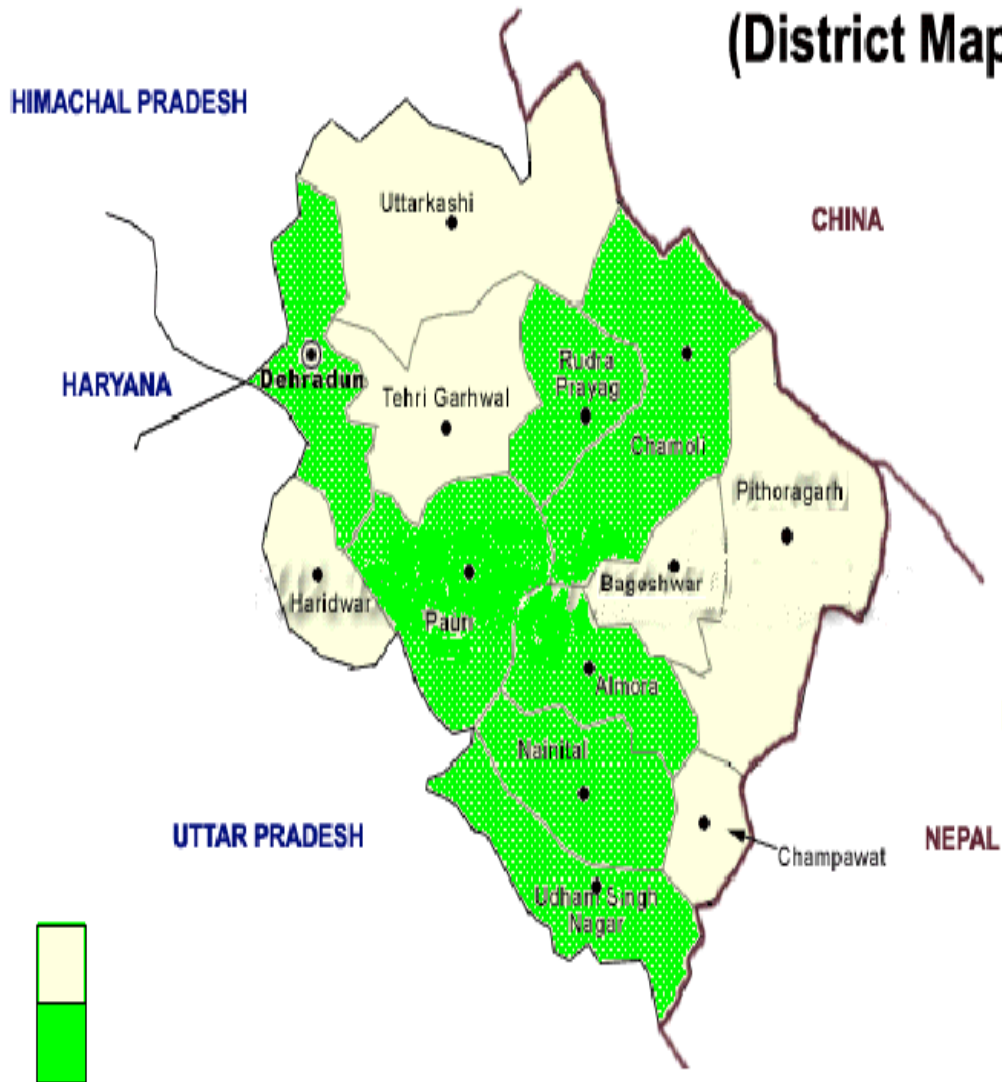 (District Map
HIMACHAL PRADESH
Uttarkashi
CHINA
HARYANA
Dehradun
Rudra
Prayag
Tehri Garhwal
Chamoli
Pithoragarh
Bageshwar
Haridwar
Pauri
Almora
Nainital
UTTAR PRADESH
NEPAL
Champawat
Udham Singh
Nagar